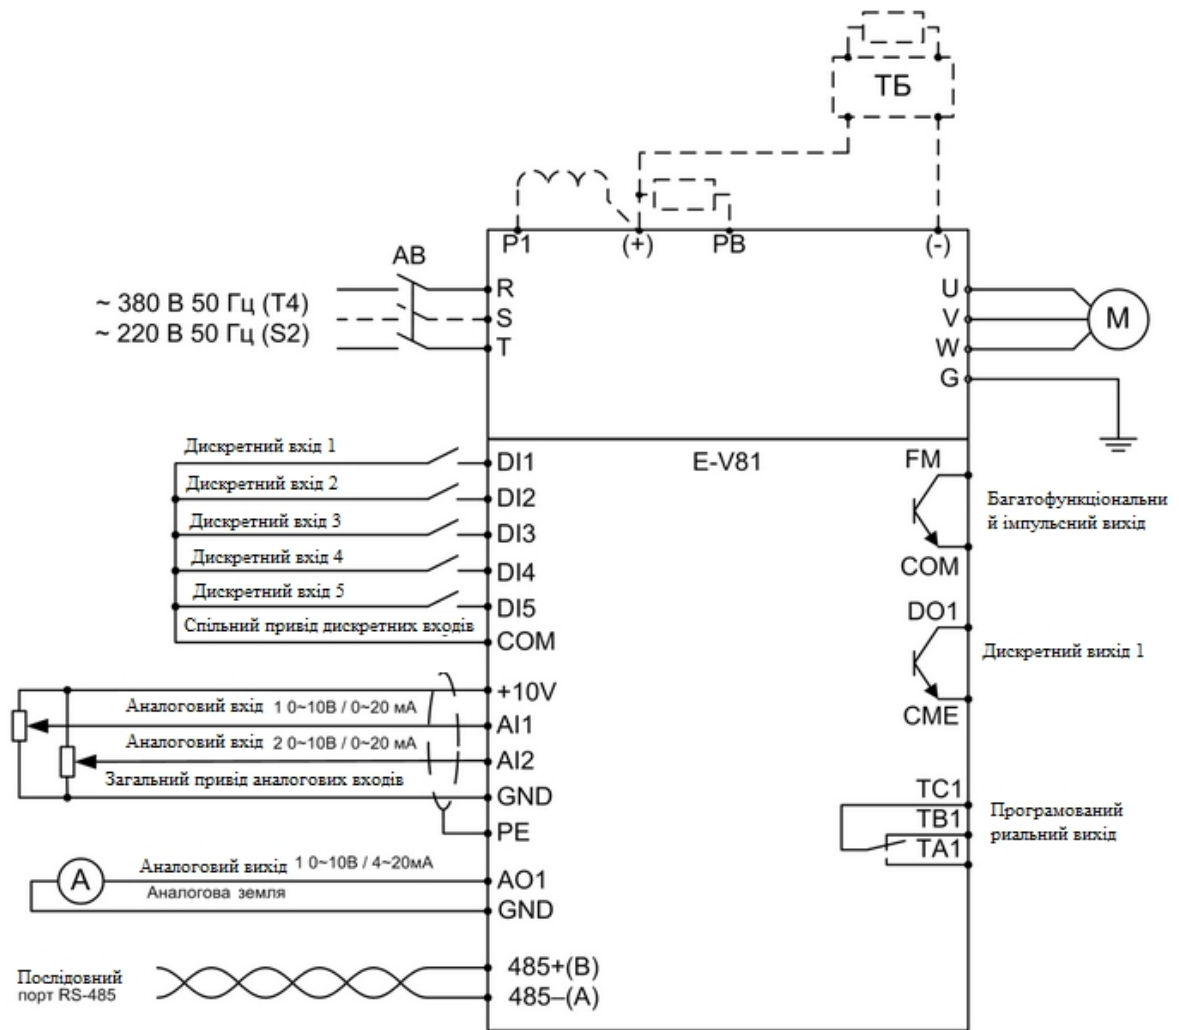 ТБ
P1
(+)
PB
(-)
АВ
~ 380 В 50 Гц (Т4)
~ 220 В 50 Гц (S2)
R
S
T
U
V
W
G
M
E-V81
Дискретний вхід 1
DI1
Дискретний вхід 2
DI2
Дискретний вхід 3
DI3
Дискретний вхід 4
DI4
Дискретний вхід 5
DI5
Спільний привід дискретних входів
COM
+10V
Аналоговий вхід 1 0~10В / 0~20 мА
AI1
Аналоговий вхід 2 0~10В / 0~20 мА
AI2
Загальний привід аналогових входів
GND
PE
Аналоговий вихід 1 0~10В / 4~20мА
A
AO1
Аналогова земля
GND
Послідовний
порт RS-485
485+(B)
485–(A)
FM
Багатофункціональни
й імпульсний вихід
COM
DO1
Дискретний вихід 1
CME
TC1
TB1
TA1
Програмований
риальний вихід